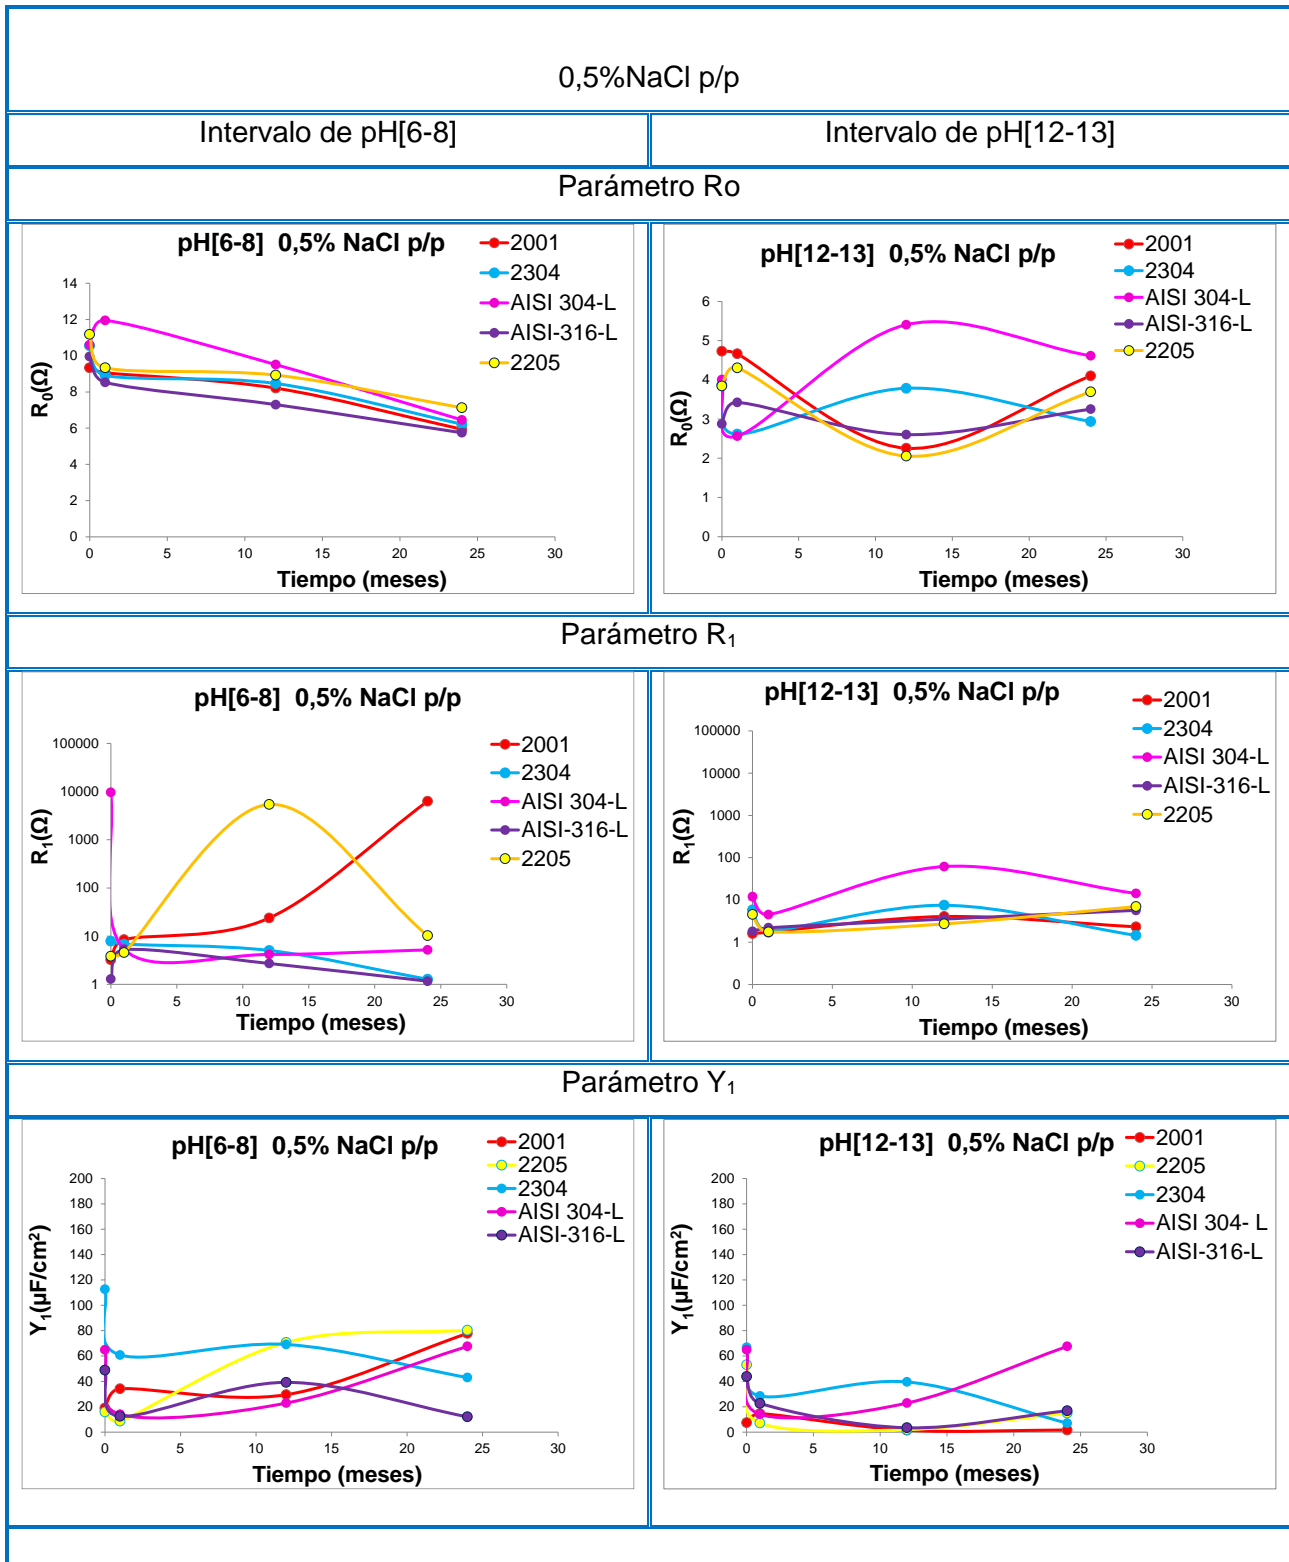 0,5%NaCl p/p
Intervalo de pH[6-8]
Intervalo de pH[12-13]
Parámetro Ro
pH[6-8] 0,5% NaCl p/p
2001
2304
AISI 304-L
AISI-316-L
2205
R₀(Ω)
14
12
10
8
6
4
2
0
0 5 10 15 20 25 30
Tiempo (meses)
pH[12-13] 0,5% NaCl p/p
2001
2304
AISI 304-L
AISI-316-L
2205
R₀(Ω)
6
5
4
3
2
1
0
0 5 10 15 20 25 30
Tiempo (meses)
Parámetro R₁
pH[6-8] 0,5% NaCl p/p
2001
2304
AISI 304-L
AISI-316-L
2205
R₁(Ω)
100000
10000
1000
100
10
1
0 5 10 15 20 25 30
Tiempo (meses)
pH[12-13] 0,5% NaCl p/p
2001
2304
AISI 304-L
AISI-316-L
2205
R₁(Ω)
100000
10000
1000
100
10
1
0
0 5 10 15 20 25 30
Tiempo (meses)
Parámetro Y₁
pH[6-8] 0,5% NaCl p/p
2001
2205
2304
AISI 304-L
AISI-316-L
Y₁(µF/cm²)
200
180
160
140
120
100
80
60
40
20
0
0 5 10 15 20 25 30
Tiempo (meses)
pH[12-13] 0,5% NaCl p/p
2001
2205
2304
AISI 304- L
AISI-316-L
Y₁(µF/cm²)
200
180
160
140
120
100
80
60
40
20
0
0 5 10 15 20 25 30
Tiempo (meses)